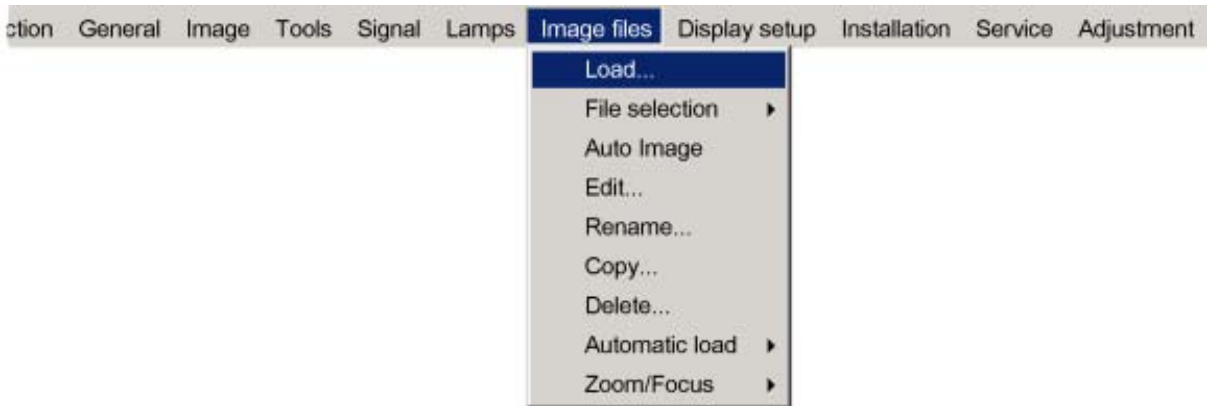 ction General Image Tools Signal Lamps Image files Display setup Installation Service Adjustment
Load...
File selection
Auto Image
Edit...
Rename...
Copy...
Delete...
Automatic load
Zoom/Focus